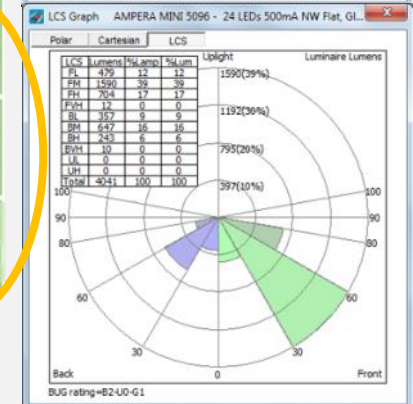 LCS Graph AMPERA MINI 5096 - 24 LEDs 500mA NW Flat, Gl...
Polar Cartesian LCS
Uplight Luminaire Lumens
LCS Lumens %Lamp %Lum
FL 479 12 12
FM 1590 39 39
FH 704 17 17
FVH 12 0 0
BL 357 9 9
BM 647 16 16
BH 243 6 6
BVH 10 0 0
UL 0 0 0
UH 0 0 0
Total 4041 100 100
1590(39%)
1192(30%)
795(20%)
397(10%)
100 100
90 90
80 80
60 60
30 30
Back 0 Front
BUG rating=B2-U0-G1